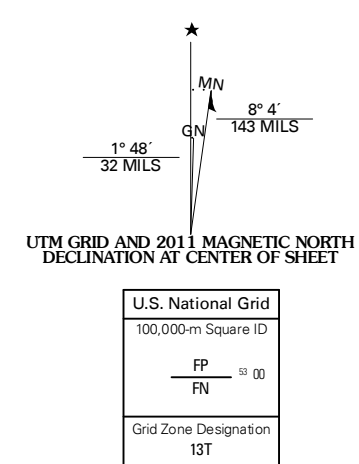 MN
GN
8° 4´
143 MILS
1° 48´
32 MILS
UTM GRID AND 2011 MAGNETIC NORTH
DECLINATION AT CENTER OF SHEET
U.S. National Grid
100,000-m Square ID
FP
53 00
FN
Grid Zone Designation
13T